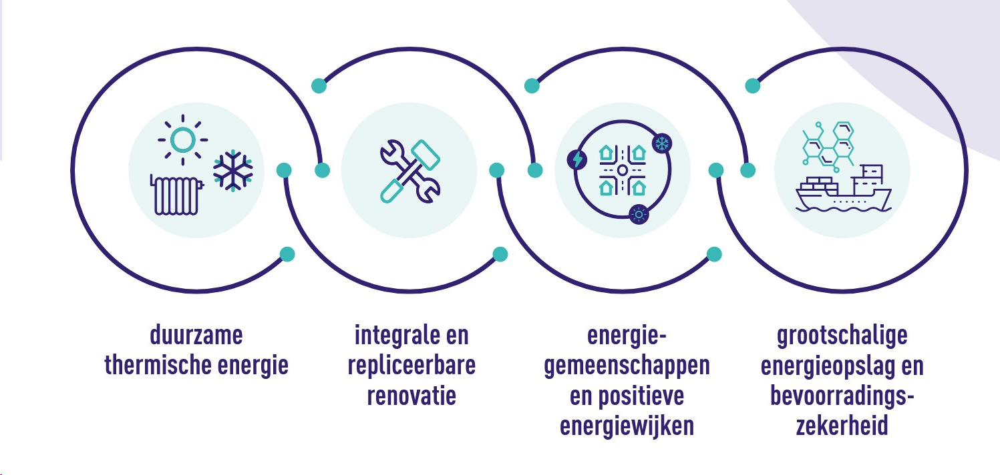 duurzame
thermische energie
integrale en
repliceerbare
renovatie
energie-
gemeenschappen
en positieve
energiewijken
grootschalige
energieopslag en
bevoorradings-
zekerheid